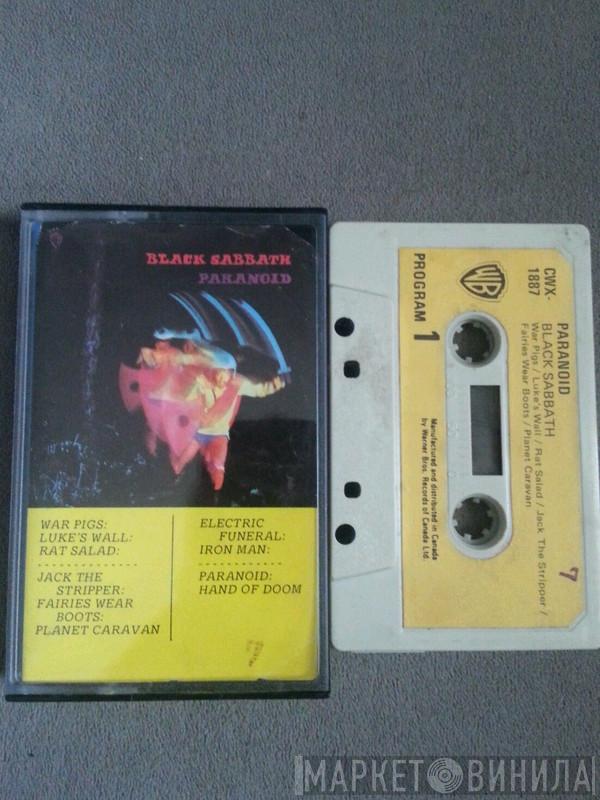 BLACK SABBATH
PARANOID
WAR PIGS:
LUKE'S WALL:
RAT SALAD:
JACK THE
STRIPPER:
FAIRIES WEAR
BOOTS:
PLANET CARAVAN
ELECTRIC
FUNERAL:
IRON MAN:
PARANOID:
HAND OF DOOM
PROGRAM 1
WB
CWX-
1887
PARANOID
BLACK SABBATH
War Pigs / Luke's Wall / Rat Salad / Jack The Stripper /
Fairies Wear Boots / Planet Caravan
Manufactured and distributed in Canada
by Warner Bros. Records of Canada Ltd.
7
МАРКЕТ ВИНИЛА